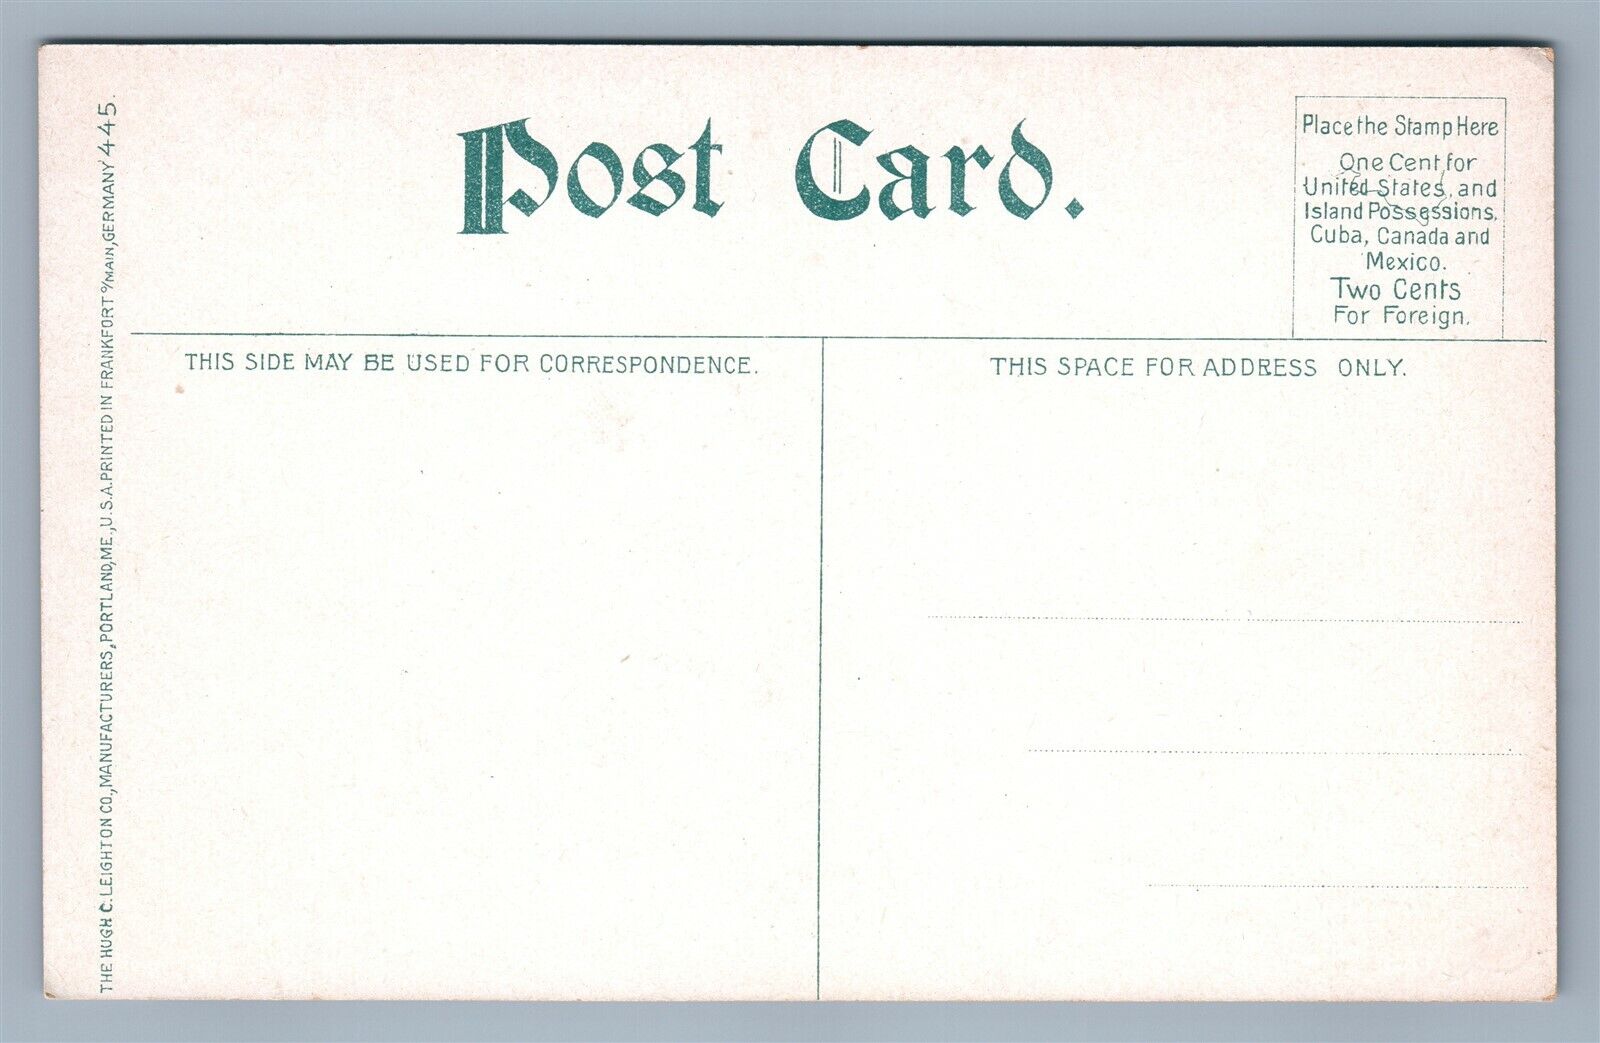 Post Card.
Place the Stamp Here
One Cent for
United States, and
Island Possessions,
Cuba, Canada and
Mexico.
Two Cents
For Foreign.
THIS SIDE MAY BE USED FOR CORRESPONDENCE.
THIS SPACE FOR ADDRESS ONLY.
THE HUGH C. LEIGHTON CO., MANUFACTURERS, PORTLAND, ME., U.S.A. PRINTED IN FRANKFORT O/MAIN, GERMANY 445.